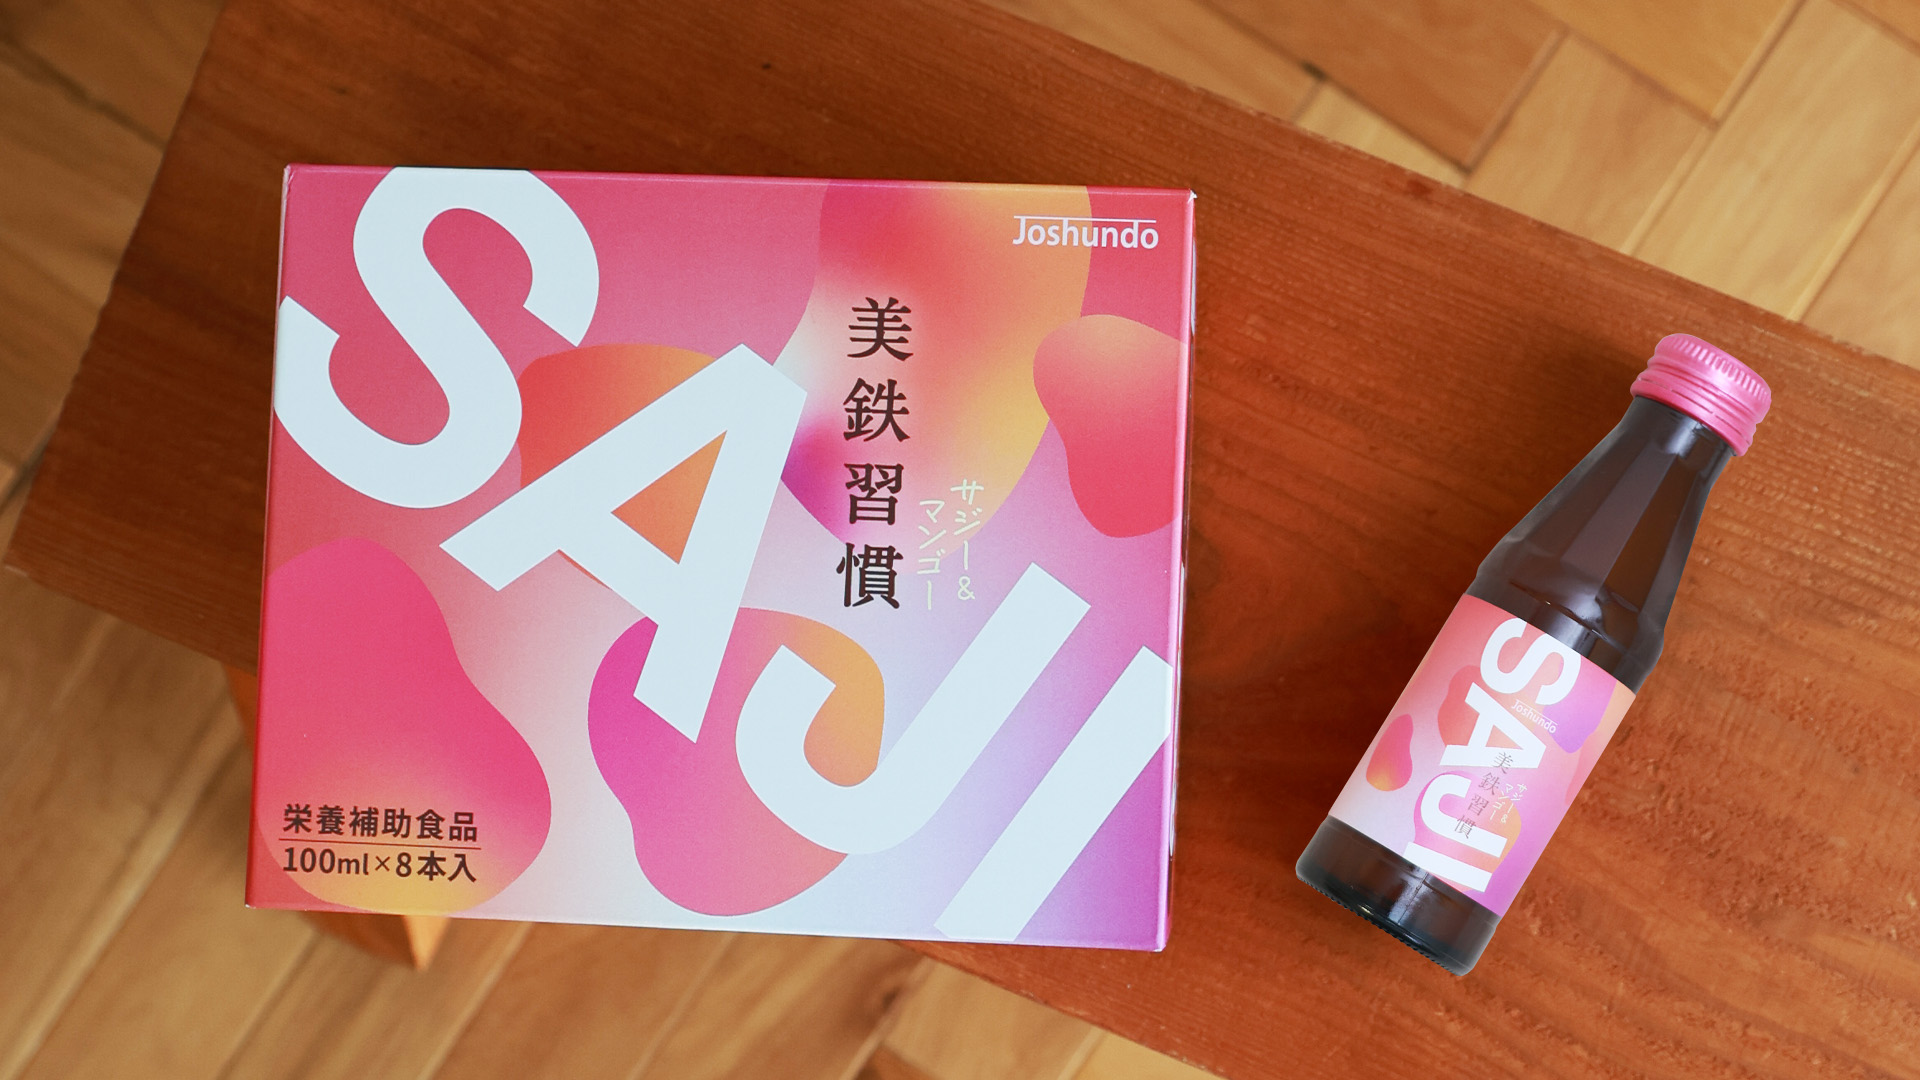 SAJI
Joshundo
美鉄習慣
サジー&
マンゴー
栄養補助食品
100ml×8本入
SAJI
Joshundo
美鉄習慣
サジー&
マンゴー